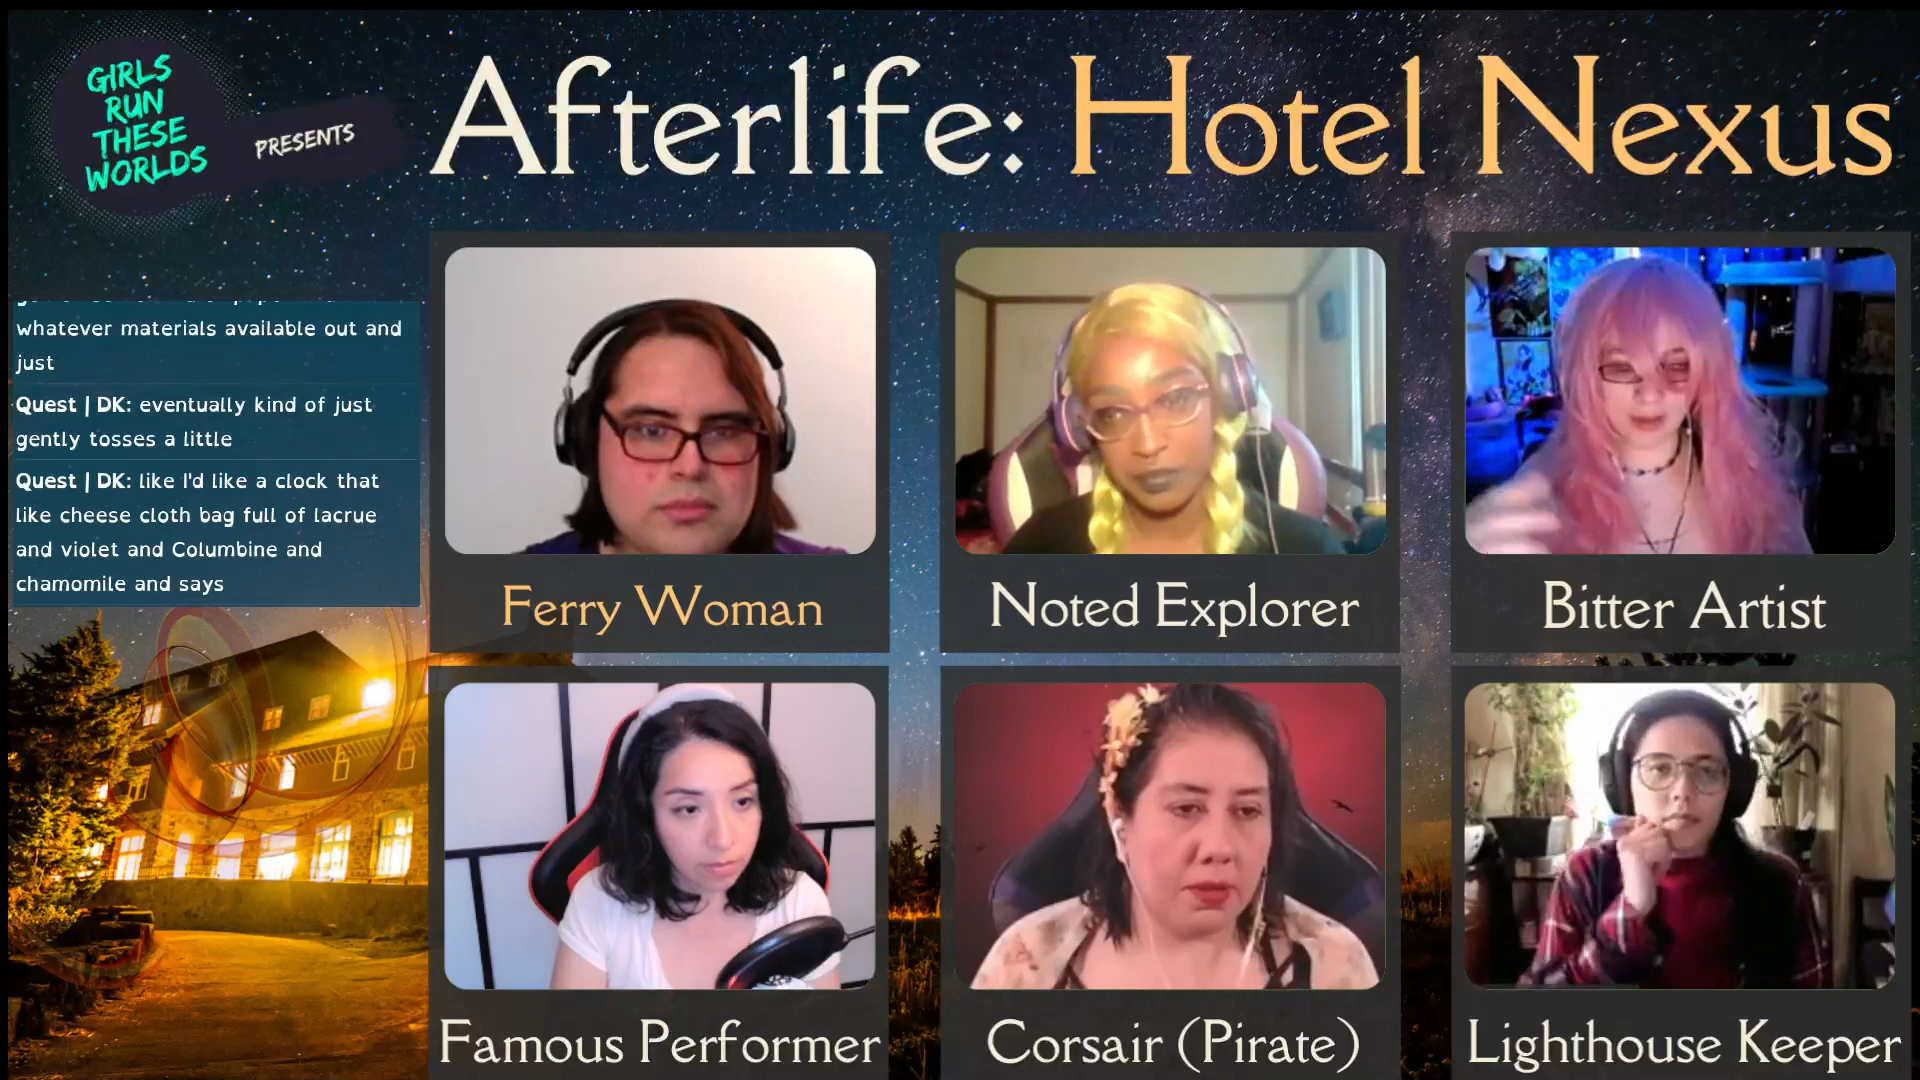 GIRLS
RUN
THESE
WORLDS
PRESENTS
Afterlife: Hotel Nexus
whatever materials available out and
just
Quest | DK: eventually kind of just
gently tosses a little
Quest | DK: like I'd like a clock that
like cheese cloth bag full of lacrue
and violet and Columbine and
chamomile and says
Ferry Woman
Noted Explorer
Bitter Artist
Famous Performer
Corsair (Pirate)
Lighthouse Keeper